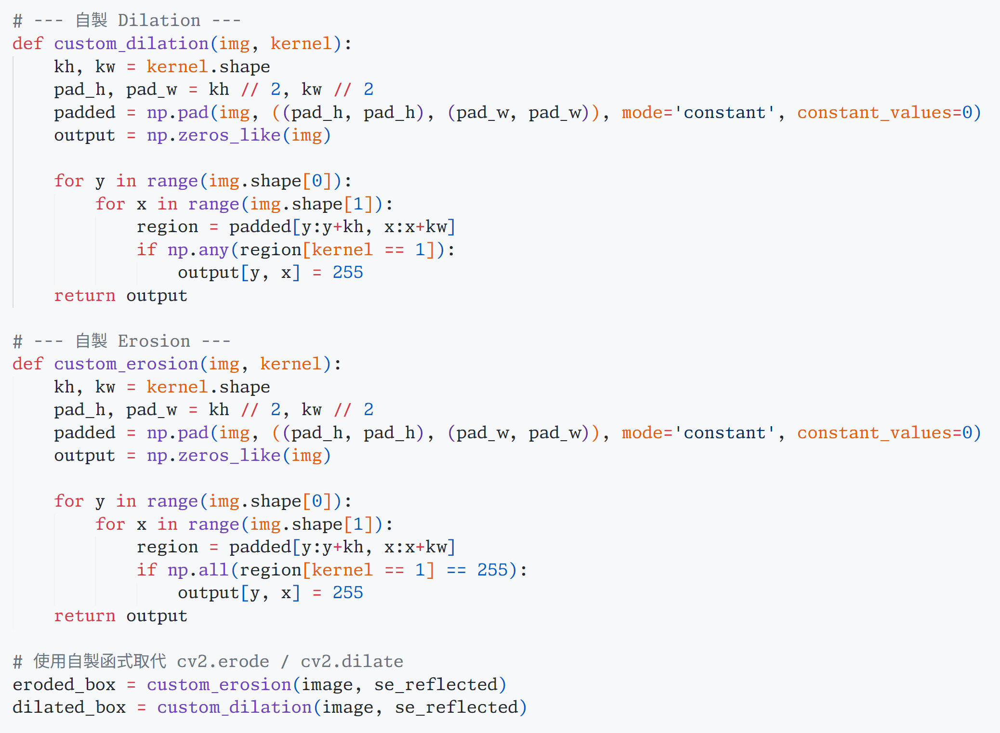 # --- 自製 Dilation ---
def custom_dilation(img, kernel):
    kh, kw = kernel.shape
    pad_h, pad_w = kh // 2, kw // 2
    padded = np.pad(img, ((pad_h, pad_h), (pad_w, pad_w)), mode='constant', constant_values=0)
    output = np.zeros_like(img)

    for y in range(img.shape[0]):
        for x in range(img.shape[1]):
            region = padded[y:y+kh, x:x+kw]
            if np.any(region[kernel == 1]):
                output[y, x] = 255
    return output

# --- 自製 Erosion ---
def custom_erosion(img, kernel):
    kh, kw = kernel.shape
    pad_h, pad_w = kh // 2, kw // 2
    padded = np.pad(img, ((pad_h, pad_h), (pad_w, pad_w)), mode='constant', constant_values=0)
    output = np.zeros_like(img)

    for y in range(img.shape[0]):
        for x in range(img.shape[1]):
            region = padded[y:y+kh, x:x+kw]
            if np.all(region[kernel == 1] == 255):
                output[y, x] = 255
    return output

# 使用自製函式取代 cv2.erode / cv2.dilate
eroded_box = custom_erosion(image, se_reflected)
dilated_box = custom_dilation(image, se_reflected)